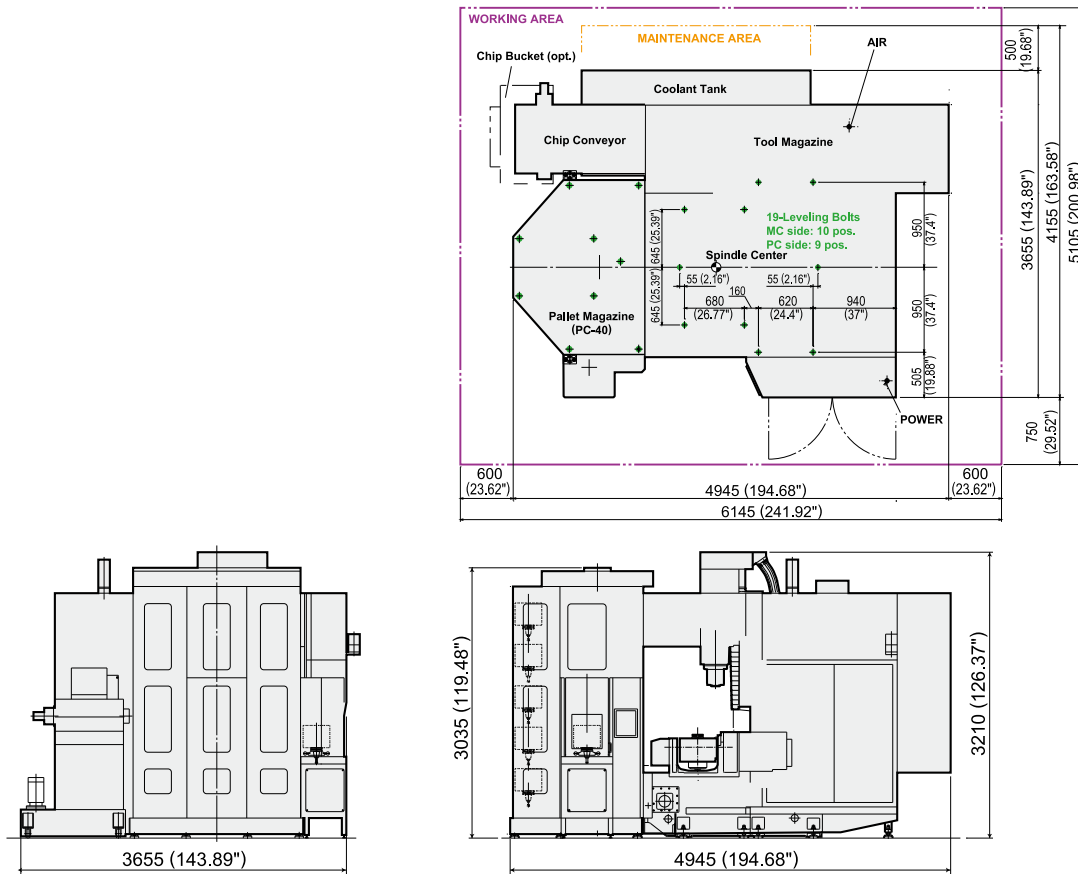 WORKING AREA
MAINTENANCE AREA
AIR
500
(19.68")
Chip Bucket (opt.)
Coolant Tank
Chip Conveyor
Tool Magazine
3655 (143.89")
4155 (163.58")
5105 (200.98")
19-Leveling Bolts
MC side: 10 pos.
PC side: 9 pos.
645 (25.39")
950
(37.4")
Spindle Center
55 (2.16")
55 (2.16")
160
645 (25.39")
680
(26.77")
620
(24.4")
940
(37")
950
(37.4")
Pallet Magazine
(PC-40)
505
(19.88")
POWER
750
(29.52")
600
(23.62")
4945 (194.68")
600
(23.62")
6145 (241.92")
3035 (119.48")
3210 (126.37")
3655 (143.89")
4945 (194.68")